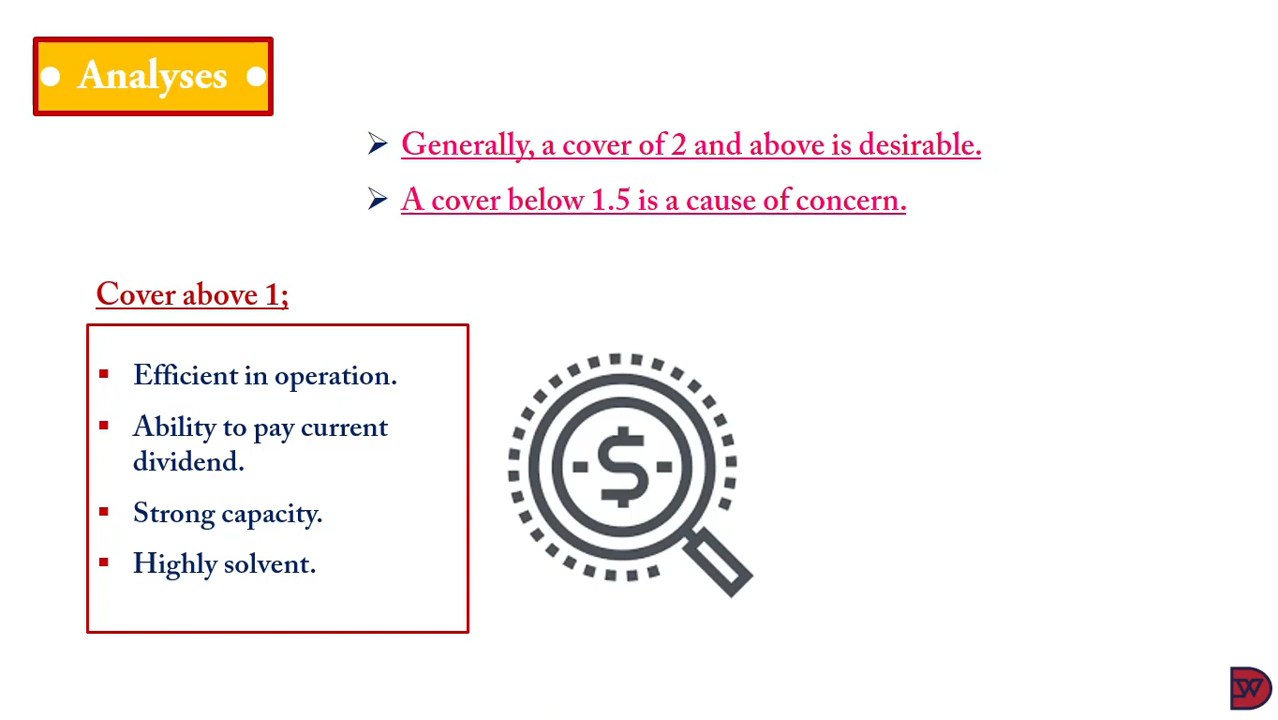 • Analyses •
➢ Generally, a cover of 2 and above is desirable.
➢ A cover below 1.5 is a cause of concern.
Cover above 1;
▪ Efficient in operation.
▪ Ability to pay current
dividend.
▪ Strong capacity.
▪ Highly solvent.
$
DW